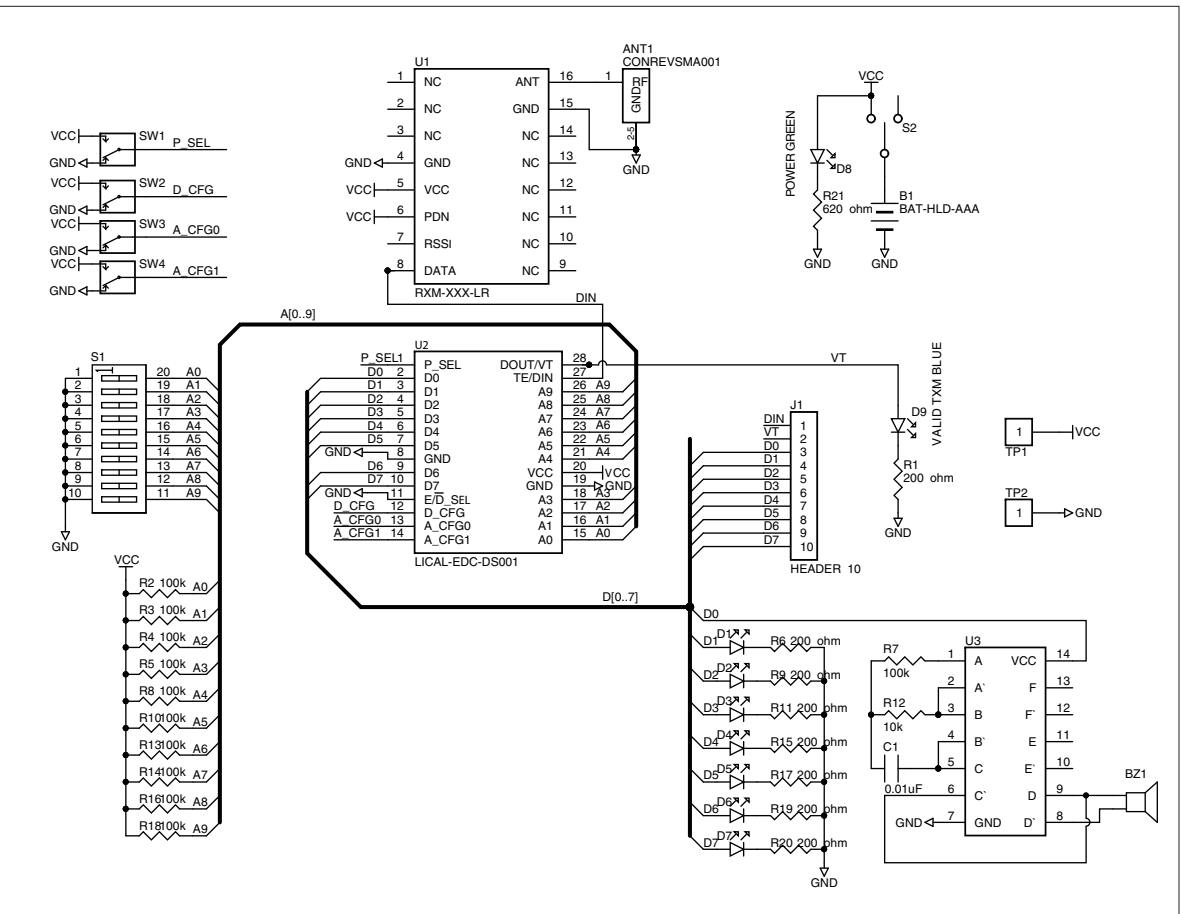 ANT1
CONREVSMA001
U1
1 NC ANT 16 1 RF
GND
2-5
GND
2 NC GND 15
3 NC NC 14
GND 4 GND NC 13
VCC 5 VCC NC 12
VCC 6 PDN NC 11
7 RSSI NC 10
8 DATA NC 9
RXM-XXX-LR
DIN
VCC
S2
POWER GREEN
D8
R21
620 ohm
B1
BAT-HLD-AAA
GND
GND
VCC SW1
P_SEL
GND
VCC SW2
D_CFG
GND
VCC SW3
A_CFG0
GND
VCC SW4
A_CFG1
GND
A[0..9]
S1
1 20 A0
2 19 A1
3 18 A2
4 17 A3
5 16 A4
6 15 A5
7 14 A6
8 13 A7
9 12 A8
10 11 A9
GND
U2
P_SEL 1 P_SEL DOUT/VT 28
D0 2 D0 TE/DIN 27
D1 3 D1 A9 26 A9
D2 4 D2 A8 25 A8
D3 5 D3 A7 24 A7
D4 6 D4 A6 23 A6
D5 7 D5 A5 22 A5
GND 8 GND A4 21 A4
D6 9 D6 VCC 20 VCC
D7 10 D7 GND 19 GND
GND 11 E/D_SEL A3 18 A3
D_CFG 12 D_CFG A2 17 A2
A_CFG0 13 A_CFG0 A1 16 A1
A_CFG1 14 A_CFG1 A0 15 A0
LICAL-EDC-DS001
VT
D9
VALID TXM BLUE
R1
200 ohm
GND
J1
DIN 1
VT 2
D0 3
D1 4
D2 5
D3 6
D4 7
D5 8
D6 9
D7 10
HEADER 10
1 VCC
TP1
TP2
1 GND
VCC
R2 100k A0
R3 100k A1
R4 100k A2
R5 100k A3
R8 100k A4
R10 100k A5
R13 100k A6
R14 100k A7
R16 100k A8
R18 100k A9
D[0..7]
D0
D1 D1 R6 200 ohm
D2 D2 R9 200 ohm
D3 D3 R11 200 ohm
D4 D4 R15 200 ohm
D5 D5 R17 200 ohm
D6 D6 R19 200 ohm
D7 D7 R20 200 ohm
GND
U3
R7
100k
1 A VCC 14
2 A` F 13
R12
10k
3 B F` 12
4 B` E 11
C1
0.01uF
5 C E` 10
6 C` D 9
BZ1
GND 7 GND D` 8